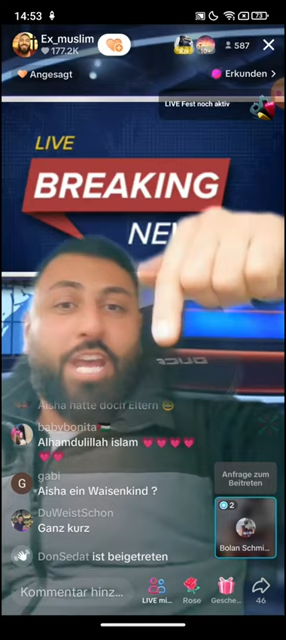 14:53
73
Ex_muslim
177.2K
587
Angesagt
Erkunden >
LIVE Fest noch aktiv
LIVE
BREAKING
NEW
Aisha hatte doch Eltern 😄
babybonita🇵🇸
Alhamdulillah islam 💗💗💗💗
💗💗
G
gabi
Aisha ein Waisenkind ?
DuWeistSchon
Ganz kurz
👋 DonSedat ist beigetreten
Anfrage zum
Beitreten
2
Bolan Schmi...
Kommentar hinz...
LIVE mi...
Rose
Gesche...
46